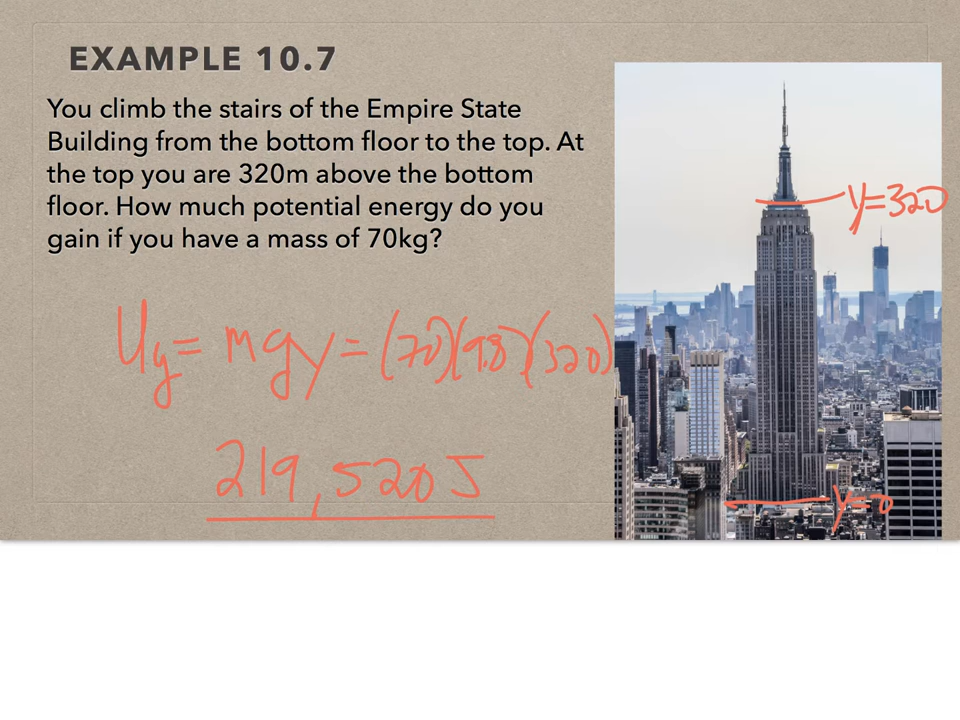 EXAMPLE 10.7
You climb the stairs of the Empire State
Building from the bottom floor to the top. At
the top you are 320m above the bottom
floor. How much potential energy do you
gain if you have a mass of 70kg?
y=320
Ug = mgy = (70)(9.8)(320)
219,520J
y=0